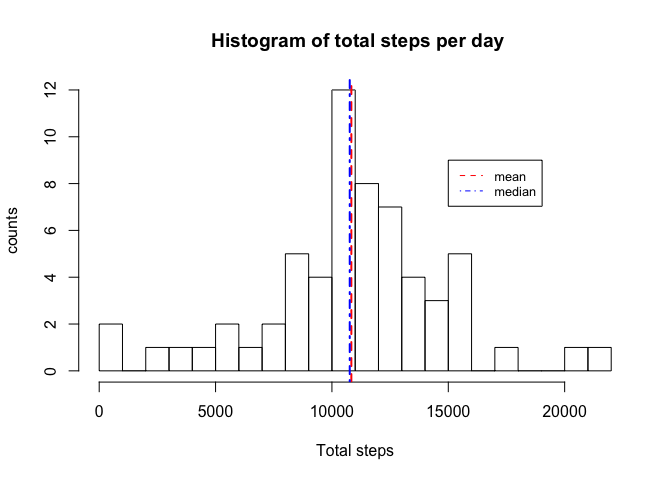 Histogram of total steps per day
counts
12
10
8
6
4
2
0
mean
median
0 5000 10000 15000 20000
Total steps